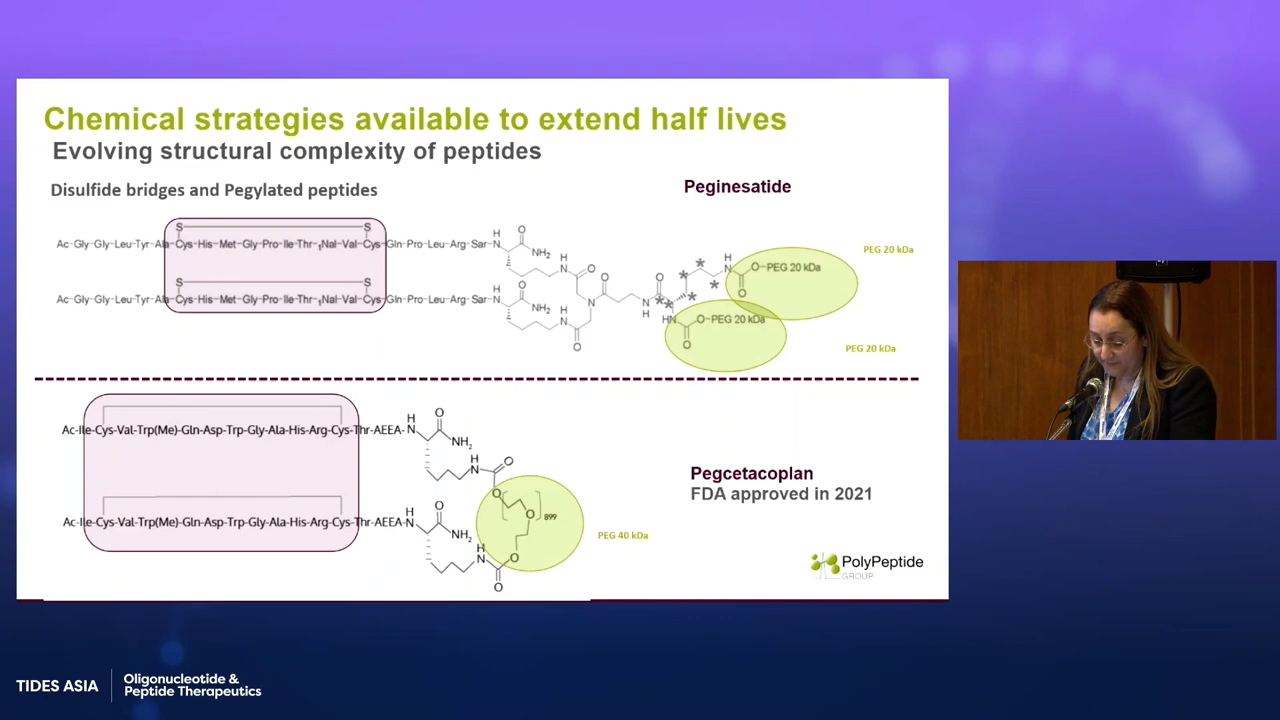 Chemical strategies available to extend half lives
Evolving structural complexity of peptides
Disulfide bridges and Pegylated peptides
Peginesatide
S S
Ac-Gly-Gly-Leu-Tyr-Ala-Cys-His-Met-Gly-Pro-Ile-Thr-1Nal-Val-Cys-Gln-Pro-Leu-Arg-Sar-N
H
O
NH2
H
N
O
O
O
N
H
N
O
O-PEG 20 kDa
O
PEG 20 kDa
S S
Ac-Gly-Gly-Leu-Tyr-Ala-Cys-His-Met-Gly-Pro-Ile-Thr-1Nal-Val-Cys-Gln-Pro-Leu-Arg-Sar-N
H
O
NH2
H
N
O
N
H
HN
O-PEG 20 kDa
O
PEG 20 kDa
Ac-Ile-Cys-Val-Trp(Me)-Gln-Asp-Trp-Gly-Ala-His-Arg-Cys-Thr-AEEA-N
H
O
NH2
H
N
O
O
O
899
PEG 40 kDa
Ac-Ile-Cys-Val-Trp(Me)-Gln-Asp-Trp-Gly-Ala-His-Arg-Cys-Thr-AEEA-N
H
O
NH2
H
N
O
O
Pegcetacoplan
FDA approved in 2021
PolyPeptide
GROUP
TIDES ASIA
Oligonucleotide &
Peptide Therapeutics